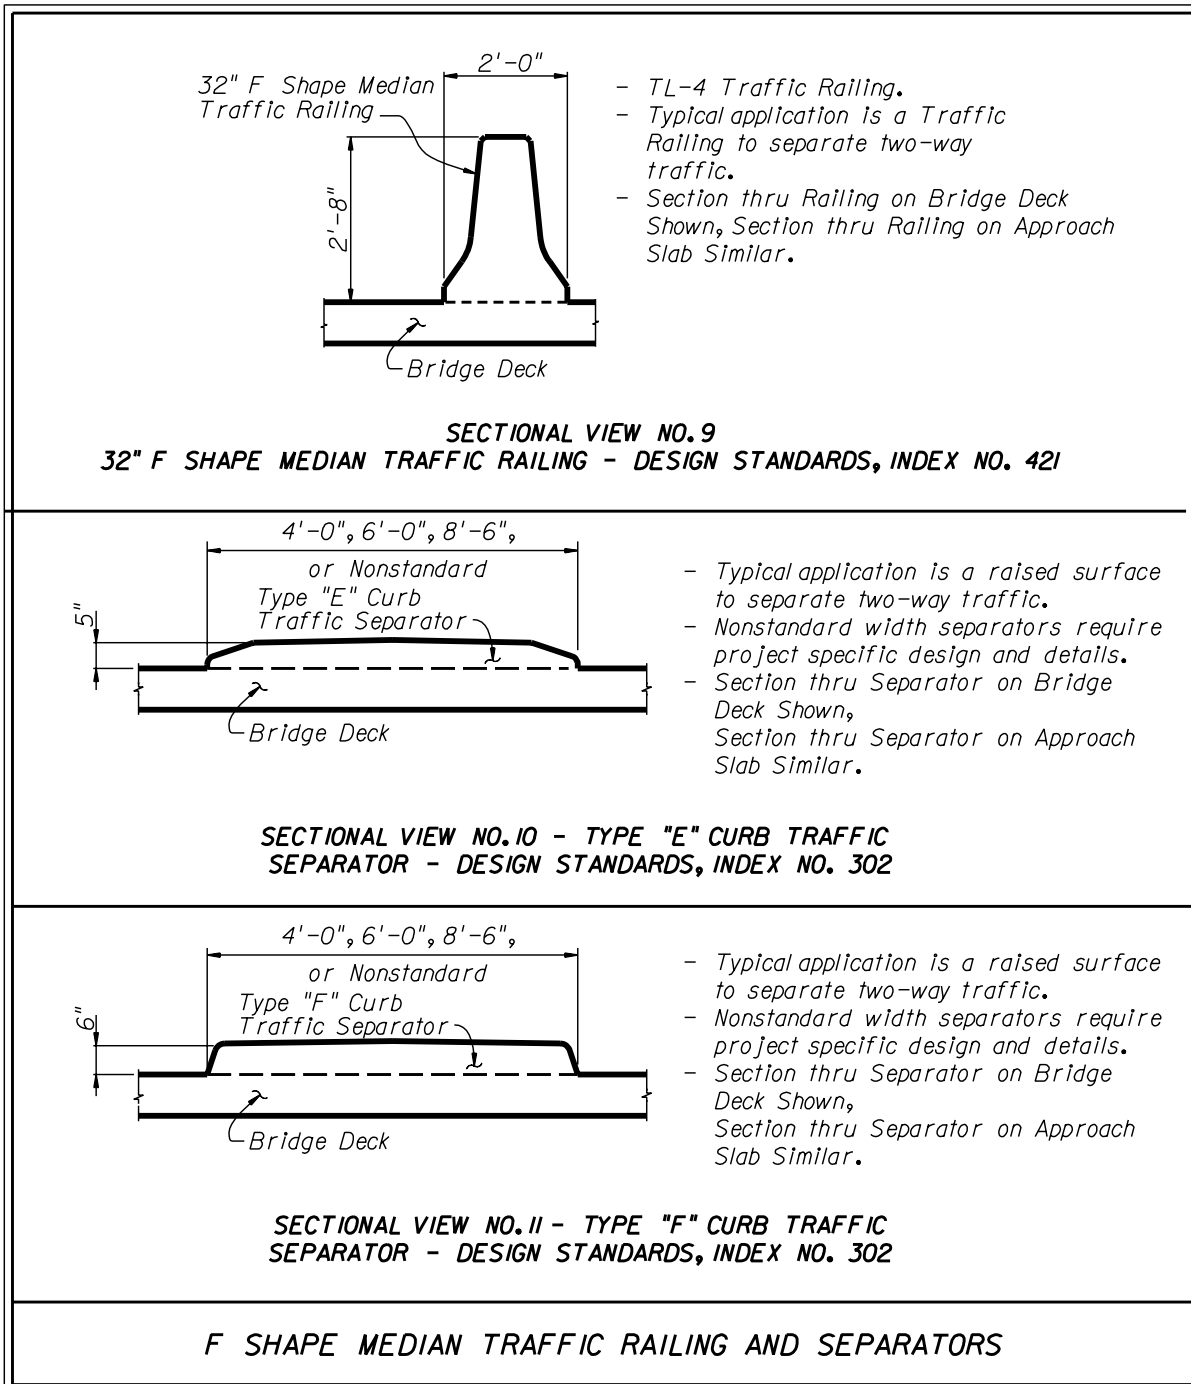 2'-0"
32" F Shape Median
Traffic Railing
2'-8"
Bridge Deck
- TL-4 Traffic Railing.
- Typical application is a Traffic
Railing to separate two-way
traffic.
- Section thru Railing on Bridge Deck
Shown, Section thru Railing on Approach
Slab Similar.
SECTIONAL VIEW NO. 9
32" F SHAPE MEDIAN TRAFFIC RAILING - DESIGN STANDARDS, INDEX NO. 421
4'-0", 6'-0", 8'-6",
or Nonstandard
Type "E" Curb
Traffic Separator
5"
Bridge Deck
- Typical application is a raised surface
to separate two-way traffic.
- Nonstandard width separators require
project specific design and details.
- Section thru Separator on Bridge
Deck Shown,
Section thru Separator on Approach
Slab Similar.
SECTIONAL VIEW NO. 10 - TYPE "E" CURB TRAFFIC
SEPARATOR - DESIGN STANDARDS, INDEX NO. 302
4'-0", 6'-0", 8'-6",
or Nonstandard
Type "F" Curb
Traffic Separator
6"
Bridge Deck
- Typical application is a raised surface
to separate two-way traffic.
- Nonstandard width separators require
project specific design and details.
- Section thru Separator on Bridge
Deck Shown,
Section thru Separator on Approach
Slab Similar.
SECTIONAL VIEW NO. 11 - TYPE "F" CURB TRAFFIC
SEPARATOR - DESIGN STANDARDS, INDEX NO. 302
F SHAPE MEDIAN TRAFFIC RAILING AND SEPARATORS